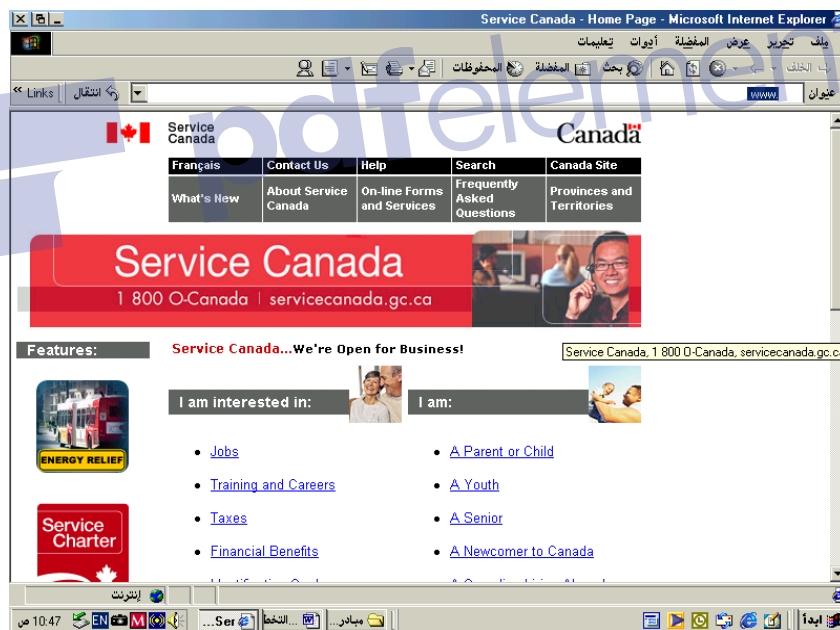 Service Canada - Home Page - Microsoft Internet Explorer
ملف تحرير عرض المفضلة أدوات تعليمات
الخلف بحث المفضلة المحفوظات
عنوان www. انتقال Links »
pdfelement
Service Canada
Canada
Français Contact Us Help Search Canada Site
What's New About Service Canada On-line Forms and Services Frequently Asked Questions Provinces and Territories
Service Canada
1 800 O-Canada | servicecanada.gc.ca
Features:
Service Canada...We're Open for Business!
Service Canada, 1 800 O-Canada, servicecanada.gc.c
I am interested in:
I am:
ENERGY RELIEF
Service Charter
Jobs
Training and Careers
Taxes
Financial Benefits
A Parent or Child
A Youth
A Senior
A Newcomer to Canada
إنترنت
ابدأ مبادر... التخط... Ser... EN 10:47 ص